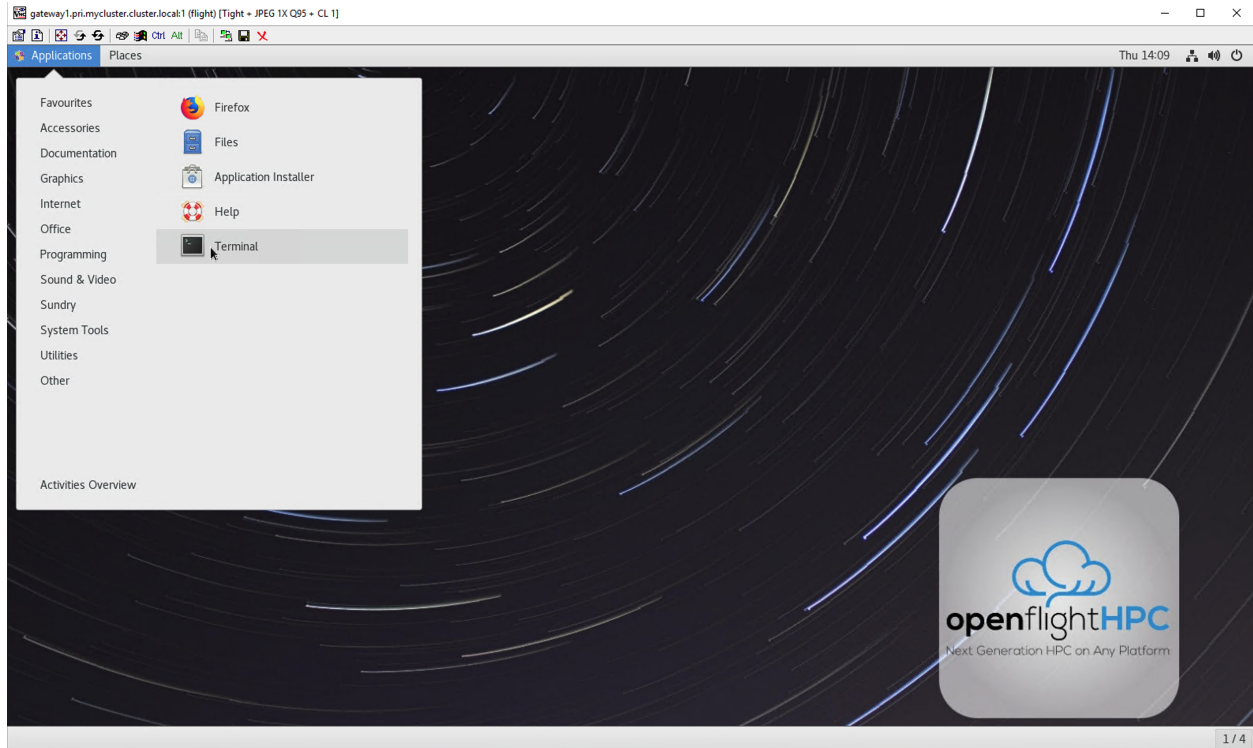 gateway1.pri.mycluster.cluster.local:1 (flight) [Tight + JPEG 1X Q95 + CL 1]
Ctrl Alt
Applications Places Thu 14:09
Favourites
Accessories
Documentation
Graphics
Internet
Office
Programming
Sound & Video
Sundry
System Tools
Utilities
Other
Activities Overview
Firefox
Files
Application Installer
Help
Terminal
openflightHPC
Next Generation HPC on Any Platform
1 / 4